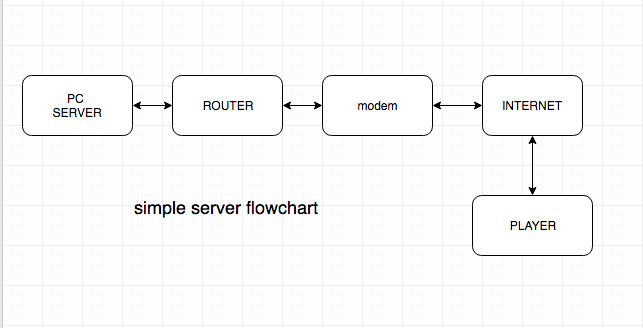 PC
SERVER
ROUTER
modem
INTERNET
simple server flowchart
PLAYER